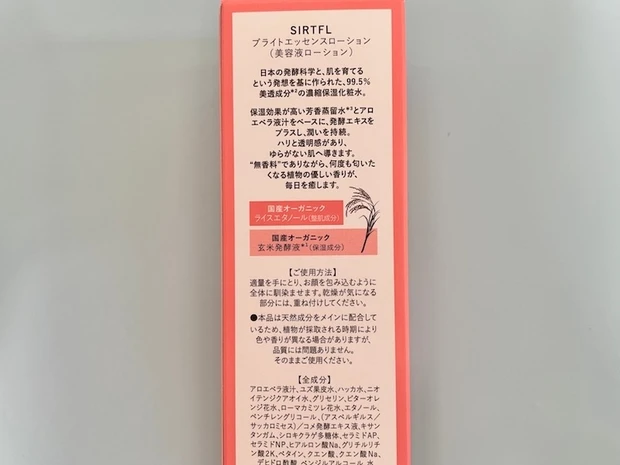 SIRTFL
ブライトエッセンスローション
（美容液ローション）
日本の発酵科学と、肌を育てる
という発想を基に作られた、99.5%
美透成分*²の濃縮保湿化粧水。
保湿効果が高い芳香蒸留水*³とアロ
エベラ液汁をベースに、発酵エキスを
プラスし、潤いを持続。
ハリと透明感があり、
ゆらがない肌へ導きます。
“無香料”でありながら、何度も匂いた
くなる植物の優しい香りが、
毎日を癒します。
国産オーガニック
ライスエタノール（整肌成分）
国産オーガニック
玄米発酵液*¹（保湿成分）
【ご使用方法】
適量を手にとり、お顔を包み込むように
全体に馴染ませます。乾燥が気になる
部分には、重ね付けしてください。
●本品は天然成分をメインに配合して
いるため、植物が採取される時期により
色や香りが異なる場合がありますが、
品質には問題ありません。
そのままご使用ください。
【全成分】
アロエベラ液汁、ユズ果皮水、ハッカ水、ニオ
イテンジクアオイ水、グリセリン、ビターオレ
ンジ花水、ローマカミツレ花水、エタノール、
ペンチレングリコール、（アスペルギルス／
サッカロミセス）／コメ発酵エキス液、キサン
タンガム、シロキクラゲ多糖体、セラミドAP、
セラミドNP、ヒアルロン酸Na、グリチルリチ
ン酸2K、ベタイン、クエン酸、クエン酸Na、
デヒドロ酢酸、ベンジルアルコール、水